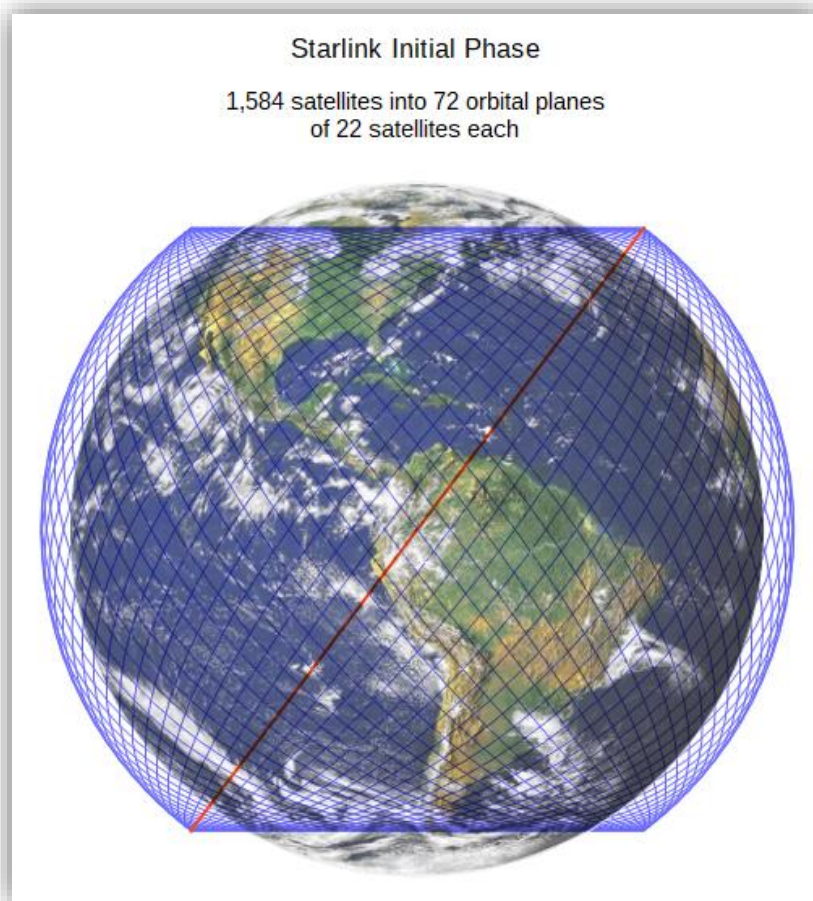 Starlink Initial Phase
1,584 satellites into 72 orbital planes
of 22 satellites each